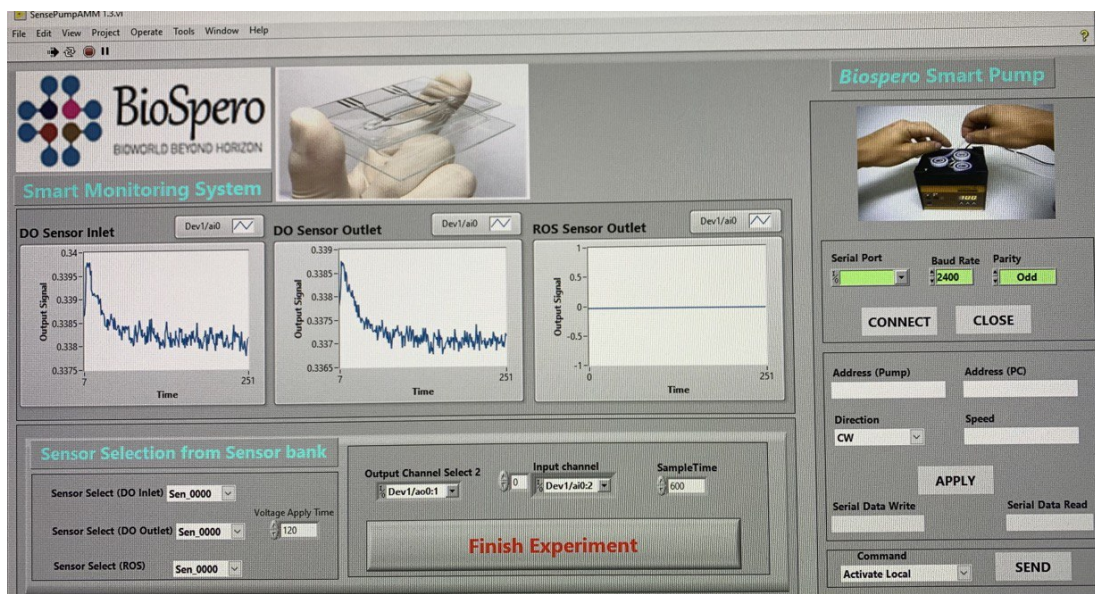 SensePumpAMM 1.3.vi
File Edit View Project Operate Tools Window Help
BioSpero
BIOWORLD BEYOND HORIZON
Smart Monitoring System
DO Sensor Inlet
Dev1/ai0
0.34
0.3395
0.339
0.3385
0.338
0.3375
Output Signal
7
251
Time
DO Sensor Outlet
Dev1/ai0
0.339
0.3385
0.338
0.3375
0.337
0.3365
Output Signal
7
251
Time
ROS Sensor Outlet
Dev1/ai0
1
0.5
0
-0.5
-1
Output Signal
0
251
Time
Sensor Selection from Sensor bank
Sensor Select (DO Inlet) Sen_0000
Voltage Apply Time
Sensor Select (DO Outlet) Sen_0000
120
Sensor Select (ROS) Sen_0000
Output Channel Select 2
Dev1/ao0:1
0
Input channel
Dev1/ai0:2
SampleTime
600
Finish Experiment
Biospero Smart Pump
Serial Port Baud Rate Parity
2400 Odd
CONNECT CLOSE
Address (Pump) Address (PC)
Direction Speed
CW
APPLY
Serial Data Write Serial Data Read
Command
Activate Local
SEND